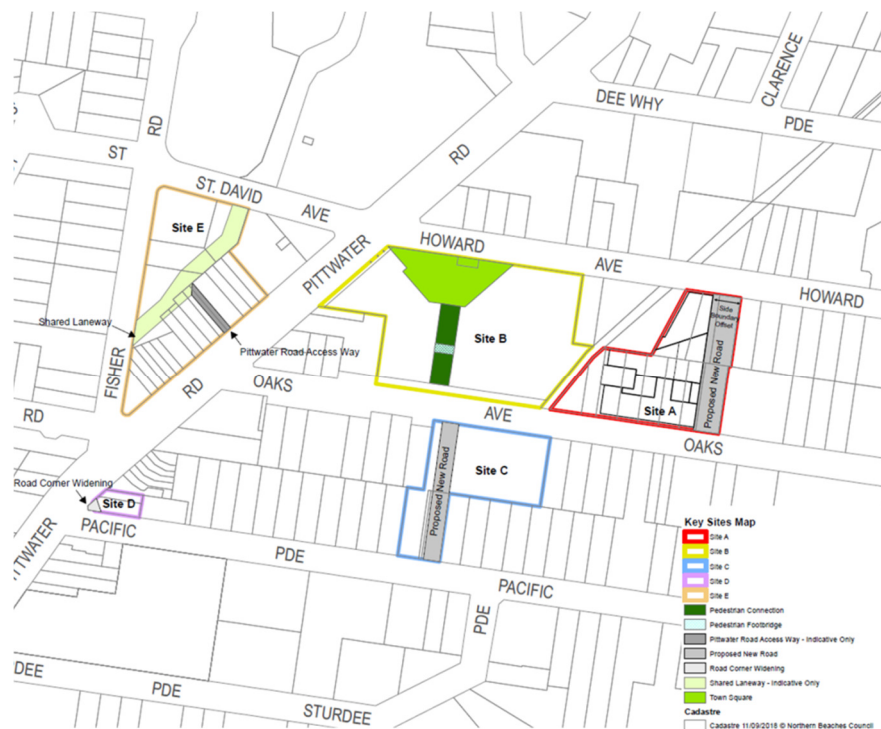 CLARENCE
DEE WHY
PDE
RD
ST
ST. DAVID
AVE
RD
Site E
PITTWATER
HOWARD
AVE
HOWARD
Side
Boundary
Offset
Shared Laneway
Site B
Pittwater Road Access Way
FISHER
RD
OAKS
Proposed New Road
Site A
AVE
OAKS
RD
Site C
Proposed New Road
Road Corner Widening
Site D
PACIFIC
PDE
PACIFIC
TTWATER
PDE
DEE
PDE
STURDEE
Key Sites Map
Site A
Site B
Site C
Site D
Site E
Pedestrian Connection
Pedestrian Footbridge
Pittwater Road Access Way - Indicative Only
Proposed New Road
Road Corner Widening
Shared Laneway - Indicative Only
Town Square
Cadastre
Cadastre 11/09/2018 © Northern Beaches Council